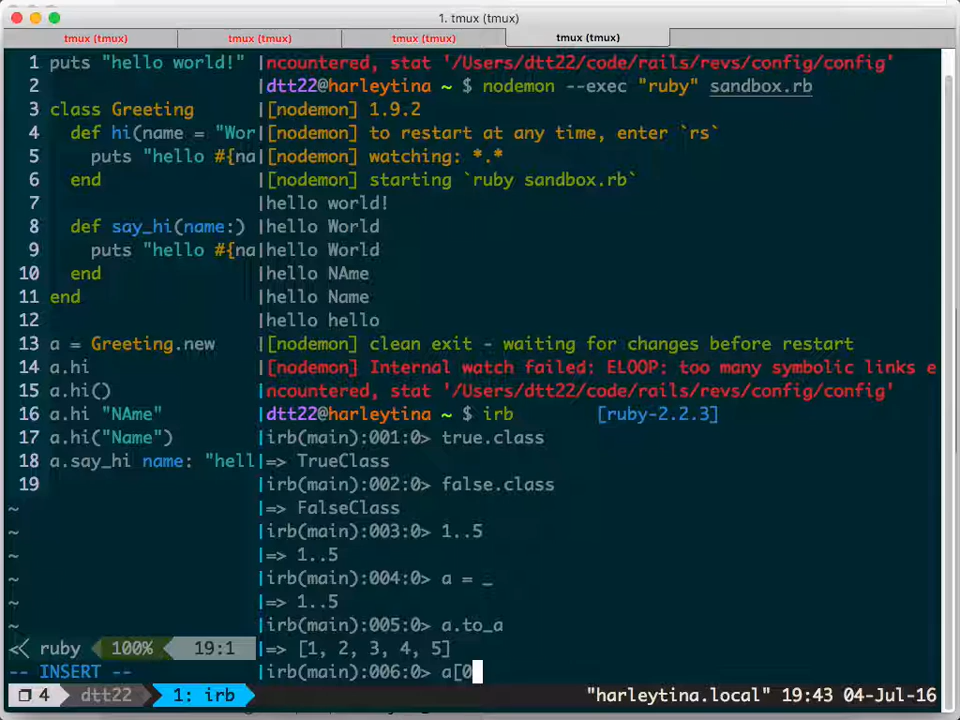 1. tmux (tmux)
tmux (tmux) tmux (tmux) tmux (tmux) tmux (tmux)
1 puts "hello world!"
2
3 class Greeting
4 def hi(name = "Wor
5 puts "hello #{na
6 end
7
8 def say_hi(name:)
9 puts "hello #{na
10 end
11 end
12
13 a = Greeting.new
14 a.hi
15 a.hi()
16 a.hi "NAme"
17 a.hi("Name")
18 a.say_hi name: "hell
19
~
~
~
~
~
~
<< ruby 100% 19:1
-- INSERT --
|ncountered, stat '/Users/dtt22/code/rails/revs/config/config'
|dtt22@harleytina ~ $ nodemon --exec "ruby" sandbox.rb
|[nodemon] 1.9.2
|[nodemon] to restart at any time, enter `rs`
|[nodemon] watching: *.*
|[nodemon] starting `ruby sandbox.rb`
|hello world!
|hello World
|hello World
|hello NAme
|hello Name
|hello hello
|[nodemon] clean exit - waiting for changes before restart
|[nodemon] Internal watch failed: ELOOP: too many symbolic links e
|ncountered, stat '/Users/dtt22/code/rails/revs/config/config'
|dtt22@harleytina ~ $ irb [ruby-2.2.3]
|irb(main):001:0> true.class
|=> TrueClass
|irb(main):002:0> false.class
|=> FalseClass
|irb(main):003:0> 1..5
|=> 1..5
|irb(main):004:0> a = _
|=> 1..5
|irb(main):005:0> a.to_a
|=> [1, 2, 3, 4, 5]
|irb(main):006:0> a[0
4 dtt22 1: irb "harleytina.local" 19:43 04-Jul-16